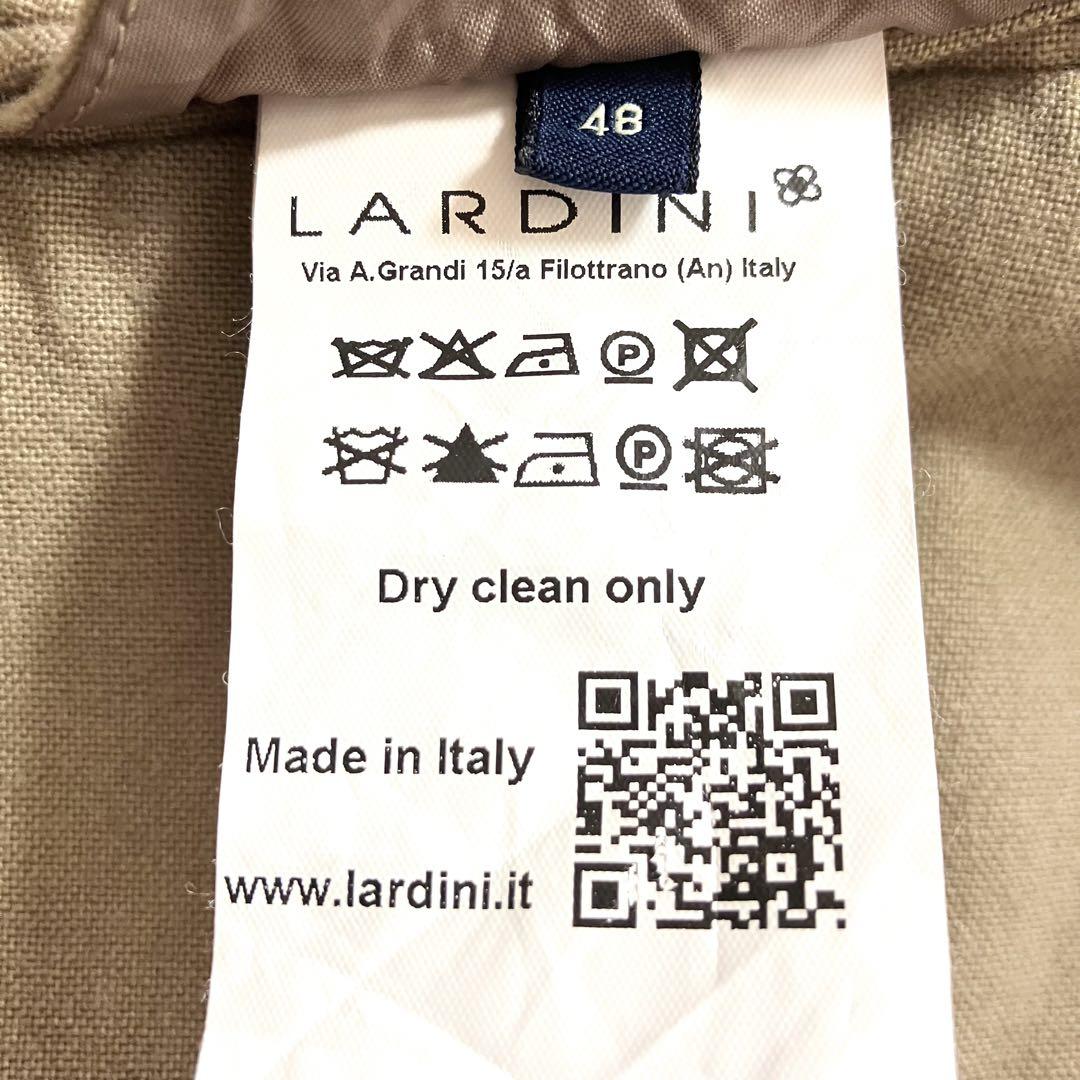 48
LARDINI
Via A.Grandi 15/a Filottrano (An) Italy
P
P
Dry clean only
Made in Italy
www.lardini.it